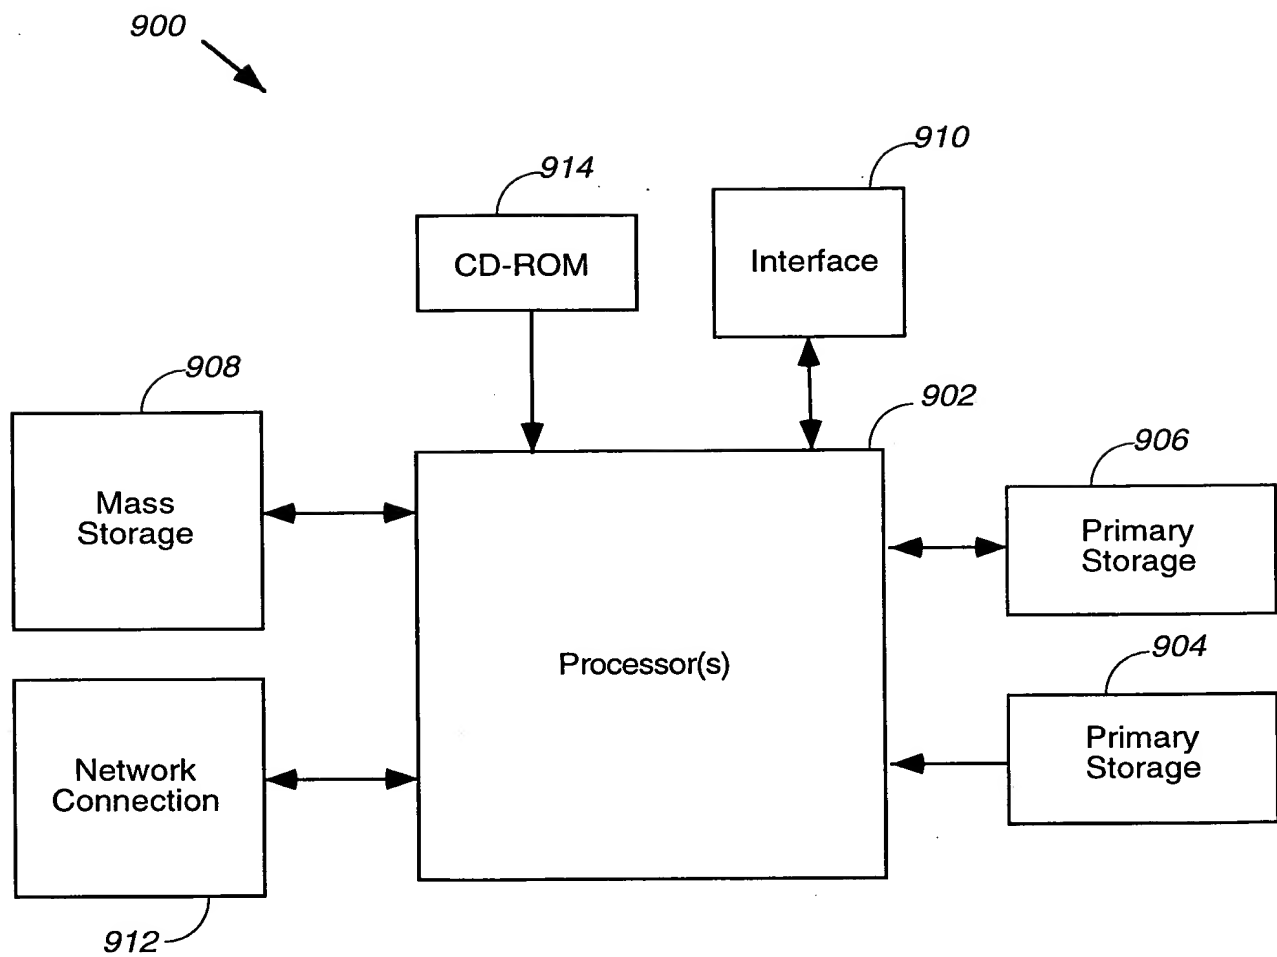 900
914
910
CD-ROM
Interface
908
902
906
Mass
Storage
Primary
Storage
Processor(s)
904
Network
Connection
Primary
Storage
912